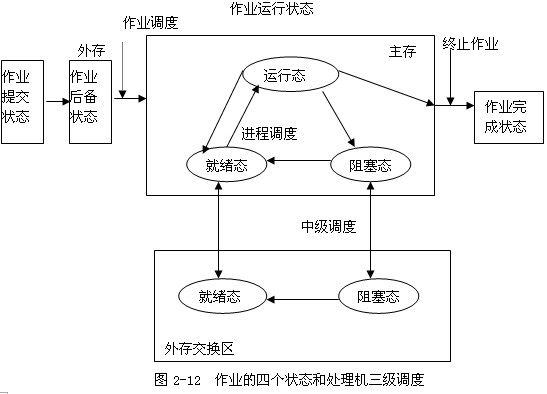 作业运行状态
作业调度
外存
主存
终止作业
作业
提交
状态
作业
后备
状态
运行态
进程调度
就绪态
阻塞态
作业完
成状态
中级调度
就绪态
阻塞态
外存交换区
图 2-12 作业的四个状态和处理机三级调度